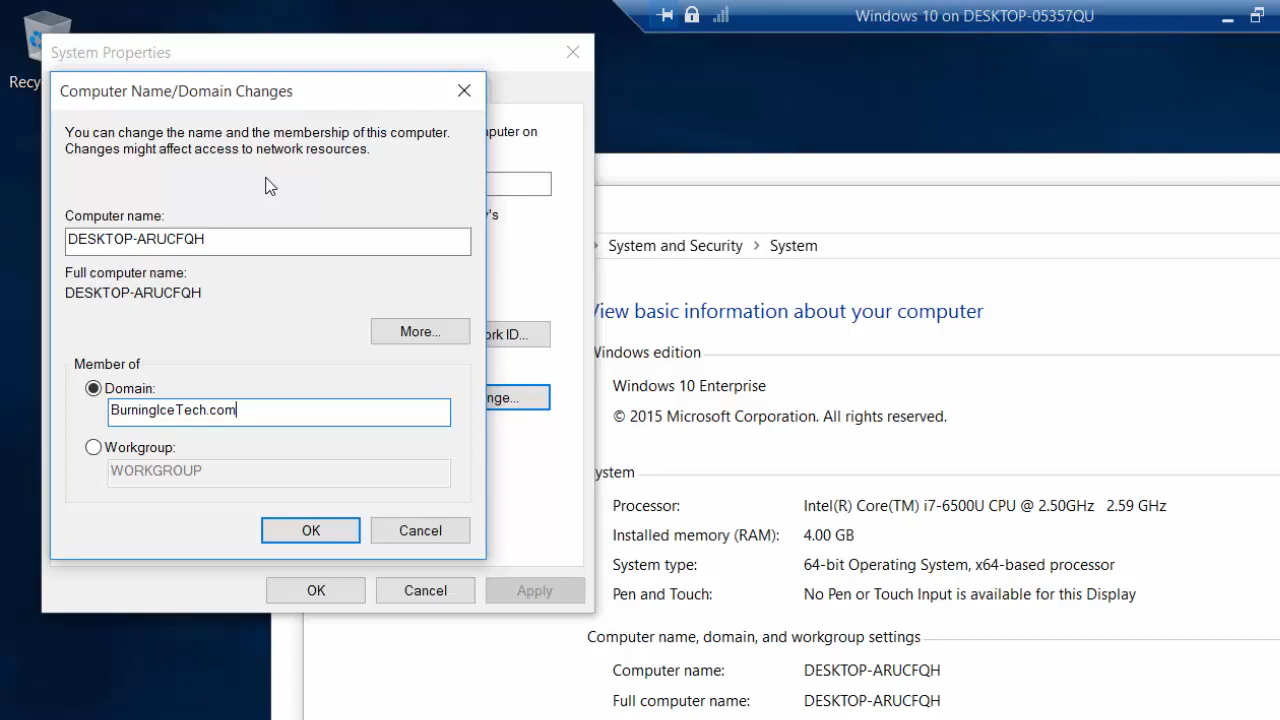 Windows 10 on DESKTOP-05357QU
Recy
System Properties
Computer Name/Domain Changes
You can change the name and the membership of this computer.
Changes might affect access to network resources.
Computer name:
DESKTOP-ARUCFQH
Full computer name:
DESKTOP-ARUCFQH
More...
Member of
Domain:
BurningIceTech.com
Workgroup:
WORKGROUP
OK Cancel
puter on
y's
ork ID...
nge...
OK Cancel Apply
System and Security > System
View basic information about your computer
Windows edition
Windows 10 Enterprise
© 2015 Microsoft Corporation. All rights reserved.
ystem
Processor: Intel(R) Core(TM) i7-6500U CPU @ 2.50GHz 2.59 GHz
Installed memory (RAM): 4.00 GB
System type: 64-bit Operating System, x64-based processor
Pen and Touch: No Pen or Touch Input is available for this Display
Computer name, domain, and workgroup settings
Computer name: DESKTOP-ARUCFQH
Full computer name: DESKTOP-ARUCFQH